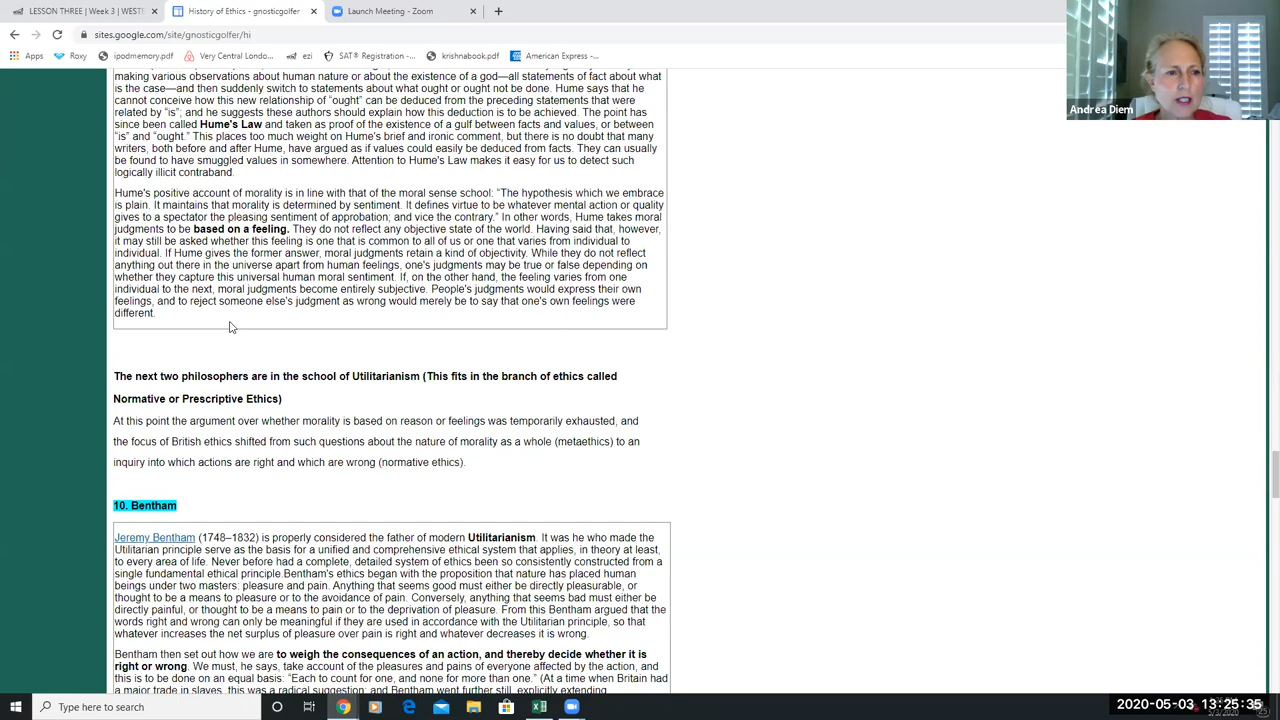 LESSON THREE | Week 3 | WEST!
History of Ethics - gnosticgolfer
Launch Meeting - Zoom
sites.google.com/site/gnosticgolfer/hi
Apps
Roxy
ipodmemory.pdf
Very Central Londo...
ezi
SAT® Registration -...
krishnabook.pdf
American Express -...
Andrea Diem
making various observations about human nature or about the existence of a god—all statements of fact about what
is the case—and then suddenly switch to statements about what ought or ought not be done. Hume says that he
cannot conceive how this new relationship of “ought” can be deduced from the preceding statements that were
related by “is”; and he suggests these authors should explain how this deduction is to be achieved. The point has
since been called Hume's Law and taken as proof of the existence of a gulf between facts and values, or between
“is” and “ought.” This places too much weight on Hume's brief and ironic comment, but there is no doubt that many
writers, both before and after Hume, have argued as if values could easily be deduced from facts. They can usually
be found to have smuggled values in somewhere. Attention to Hume's Law makes it easy for us to detect such
logically illicit contraband.
Hume's positive account of morality is in line with that of the moral sense school: “The hypothesis which we embrace
is plain. It maintains that morality is determined by sentiment. It defines virtue to be whatever mental action or quality
gives to a spectator the pleasing sentiment of approbation; and vice the contrary.” In other words, Hume takes moral
judgments to be based on a feeling. They do not reflect any objective state of the world. Having said that, however,
it may still be asked whether this feeling is one that is common to all of us or one that varies from individual to
individual. If Hume gives the former answer, moral judgments retain a kind of objectivity. While they do not reflect
anything out there in the universe apart from human feelings, one's judgments may be true or false depending on
whether they capture this universal human moral sentiment. If, on the other hand, the feeling varies from one
individual to the next, moral judgments become entirely subjective. People's judgments would express their own
feelings, and to reject someone else's judgment as wrong would merely be to say that one's own feelings were
different.
The next two philosophers are in the school of Utilitarianism (This fits in the branch of ethics called
Normative or Prescriptive Ethics)
At this point the argument over whether morality is based on reason or feelings was temporarily exhausted, and
the focus of British ethics shifted from such questions about the nature of morality as a whole (metaethics) to an
inquiry into which actions are right and which are wrong (normative ethics).
10. Bentham
Jeremy Bentham (1748–1832) is properly considered the father of modern Utilitarianism. It was he who made the
Utilitarian principle serve as the basis for a unified and comprehensive ethical system that applies, in theory at least,
to every area of life. Never before had a complete, detailed system of ethics been so consistently constructed from a
single fundamental ethical principle.Bentham's ethics began with the proposition that nature has placed human
beings under two masters: pleasure and pain. Anything that seems good must either be directly pleasurable, or
thought to be a means to pleasure or to the avoidance of pain. Conversely, anything that seems bad must either be
directly painful, or thought to be a means to pain or to the deprivation of pleasure. From this Bentham argued that the
words right and wrong can only be meaningful if they are used in accordance with the Utilitarian principle, so that
whatever increases the net surplus of pleasure over pain is right and whatever decreases it is wrong.
Bentham then set out how we are to weigh the consequences of an action, and thereby decide whether it is
right or wrong. We must, he says, take account of the pleasures and pains of everyone affected by the action, and
this is to be done on an equal basis: “Each to count for one, and none for more than one.” (At a time when Britain had
a major trade in slaves, this was a radical suggestion; and Bentham went further still, explicitly extending
Type here to search
2020-05-03 13:25:35